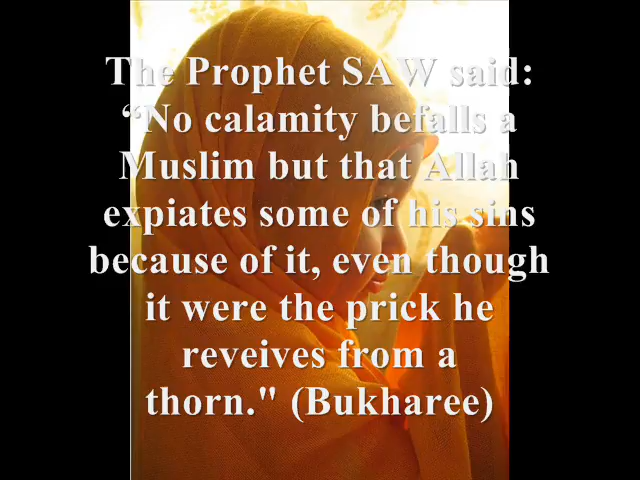 The Prophet SAW said:
“No calamity befalls a
Muslim but that Allah
expiates some of his sins
because of it, even though
it were the prick he
reveives from a
thorn." (Bukharee)